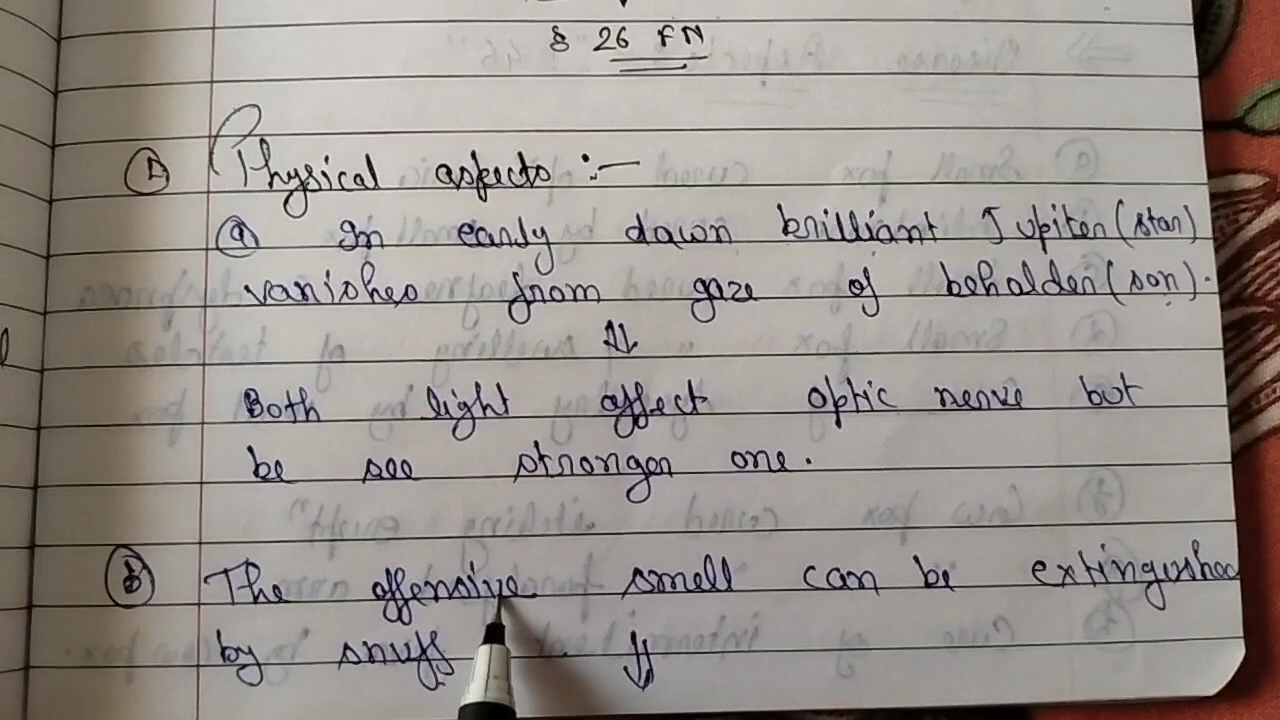 § 26 FN
① Physical aspects :-
ⓐ In early dawn brilliant Jupiter (star)
vanishes from gaze of beholder (son).
⇓
Both light affect optic nerve but
be see stronger one.
ⓑ The offensive smell can be extinguished
by snuff ⇓